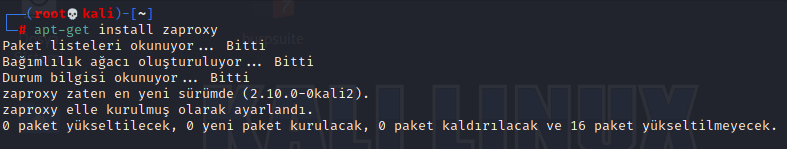 (root💀kali)-[~]
# apt-get install zaproxy
Paket listeleri okunuyor... Bitti
Bağımlılık ağacı oluşturuluyor... Bitti
Durum bilgisi okunuyor... Bitti
zaproxy zaten en yeni sürümde (2.10.0-0kali2).
zaproxy elle kurulmuş olarak ayarlandı.
0 paket yükseltilecek, 0 yeni paket kurulacak, 0 paket kaldırılacak ve 16 paket yükseltilmeyecek.
KALI LINUX